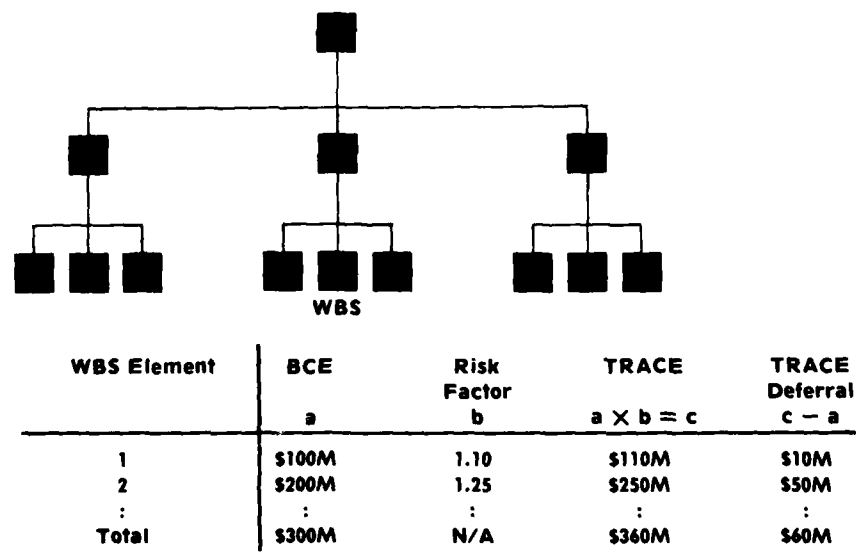 WBS
WBS Element BCE Risk TRACE TRACE
Factor Deferral
a b a × b = c c − a
1 $100M 1.10 $110M $10M
2 $200M 1.25 $250M $50M
: : : : :
Total $300M N/A $360M $60M